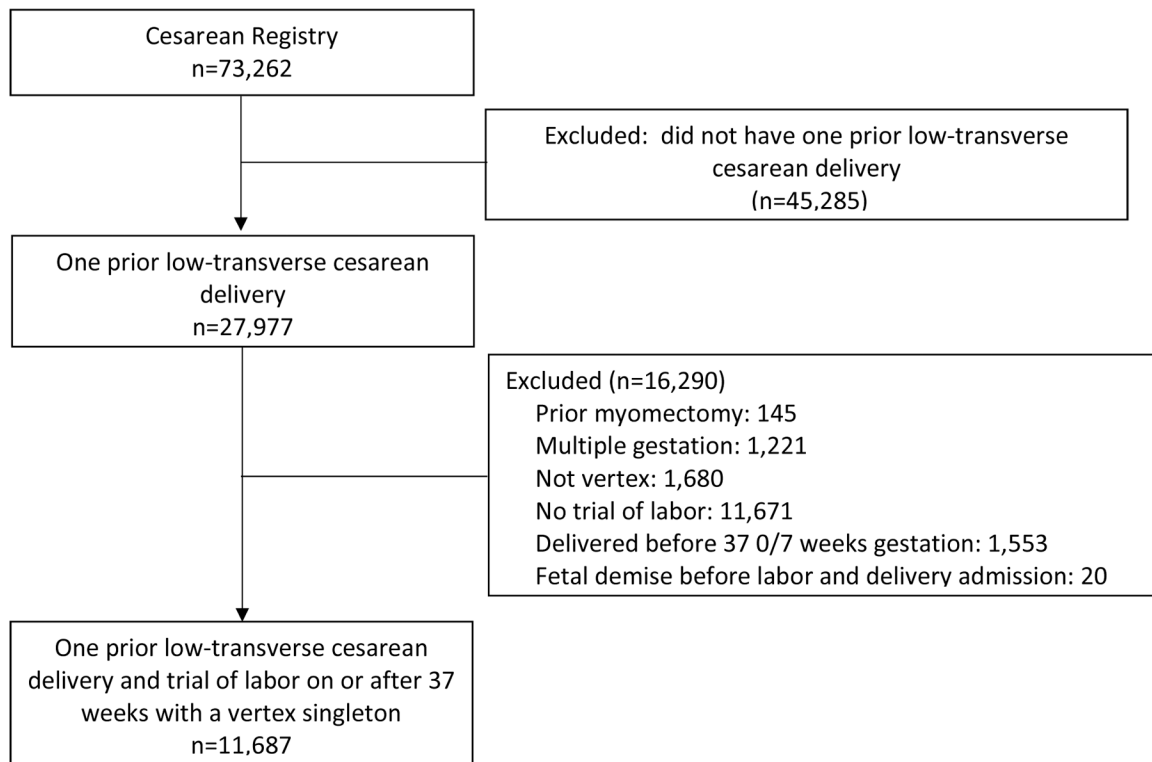 Cesarean Registry
n=73,262
Excluded:  did not have one prior low-transverse
cesarean delivery
(n=45,285)
One prior low-transverse cesarean
delivery
n=27,977
Excluded (n=16,290)
Prior myomectomy: 145
Multiple gestation: 1,221
Not vertex: 1,680
No trial of labor: 11,671
Delivered before 37 0/7 weeks gestation: 1,553
Fetal demise before labor and delivery admission: 20
One prior low-transverse cesarean
delivery and trial of labor on or after 37
weeks with a vertex singleton
n=11,687